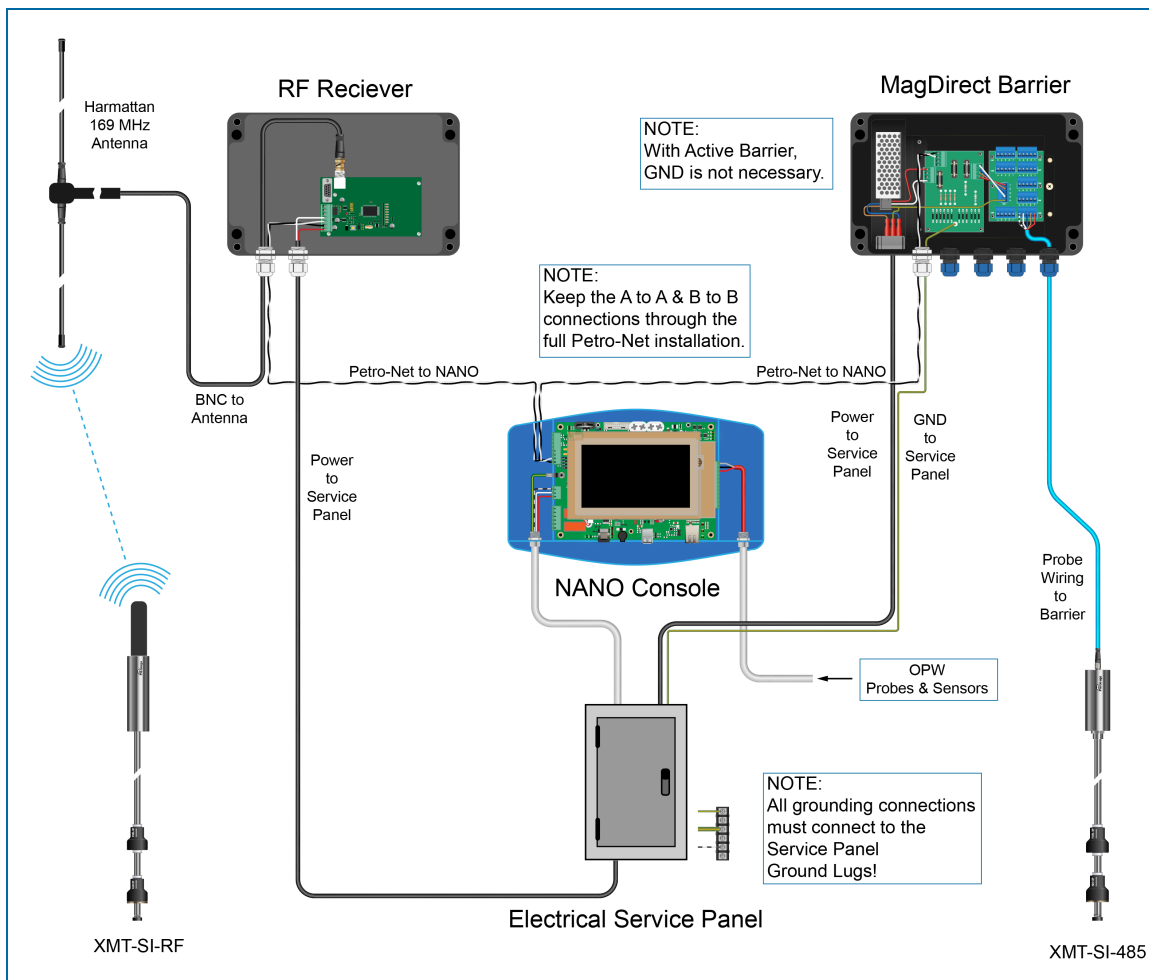 RF Reciever
MagDirect Barrier
Harmattan
169 MHz
Antenna
NOTE:
With Active Barrier,
GND is not necessary.
NOTE:
Keep the A to A & B to B
connections through the
full Petro-Net installation.
Petro-Net to NANO
Petro-Net to NANO
BNC to
Antenna
Power
to
Service
Panel
Power
to
Service
Panel
GND
to
Service
Panel
NANO Console
Probe
Wiring
to
Barrier
OPW
Probes & Sensors
NOTE:
All grounding connections
must connect to the
Service Panel
Ground Lugs!
Electrical Service Panel
XMT-SI-RF
XMT-SI-485